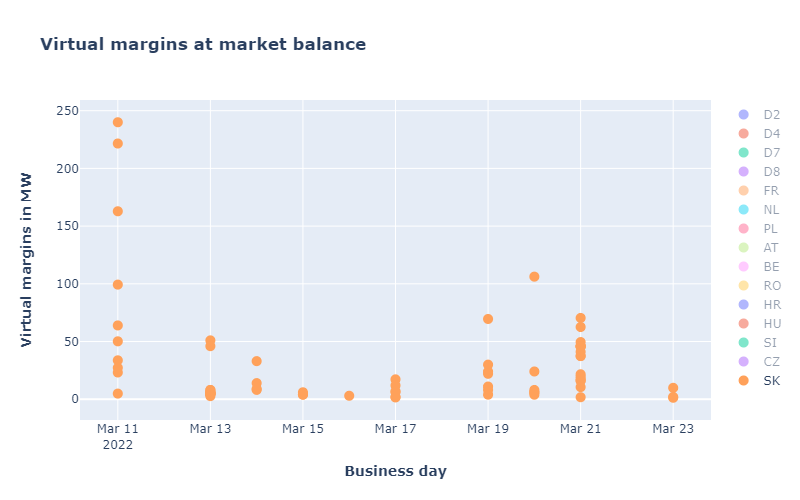 Virtual margins at market balance
Virtual margins in MW
250
200
150
100
50
0
Mar 11
2022
Mar 13
Mar 15
Mar 17
Mar 19
Mar 21
Mar 23
Business day
D2
D4
D7
D8
FR
NL
PL
AT
BE
RO
HR
HU
SI
CZ
SK